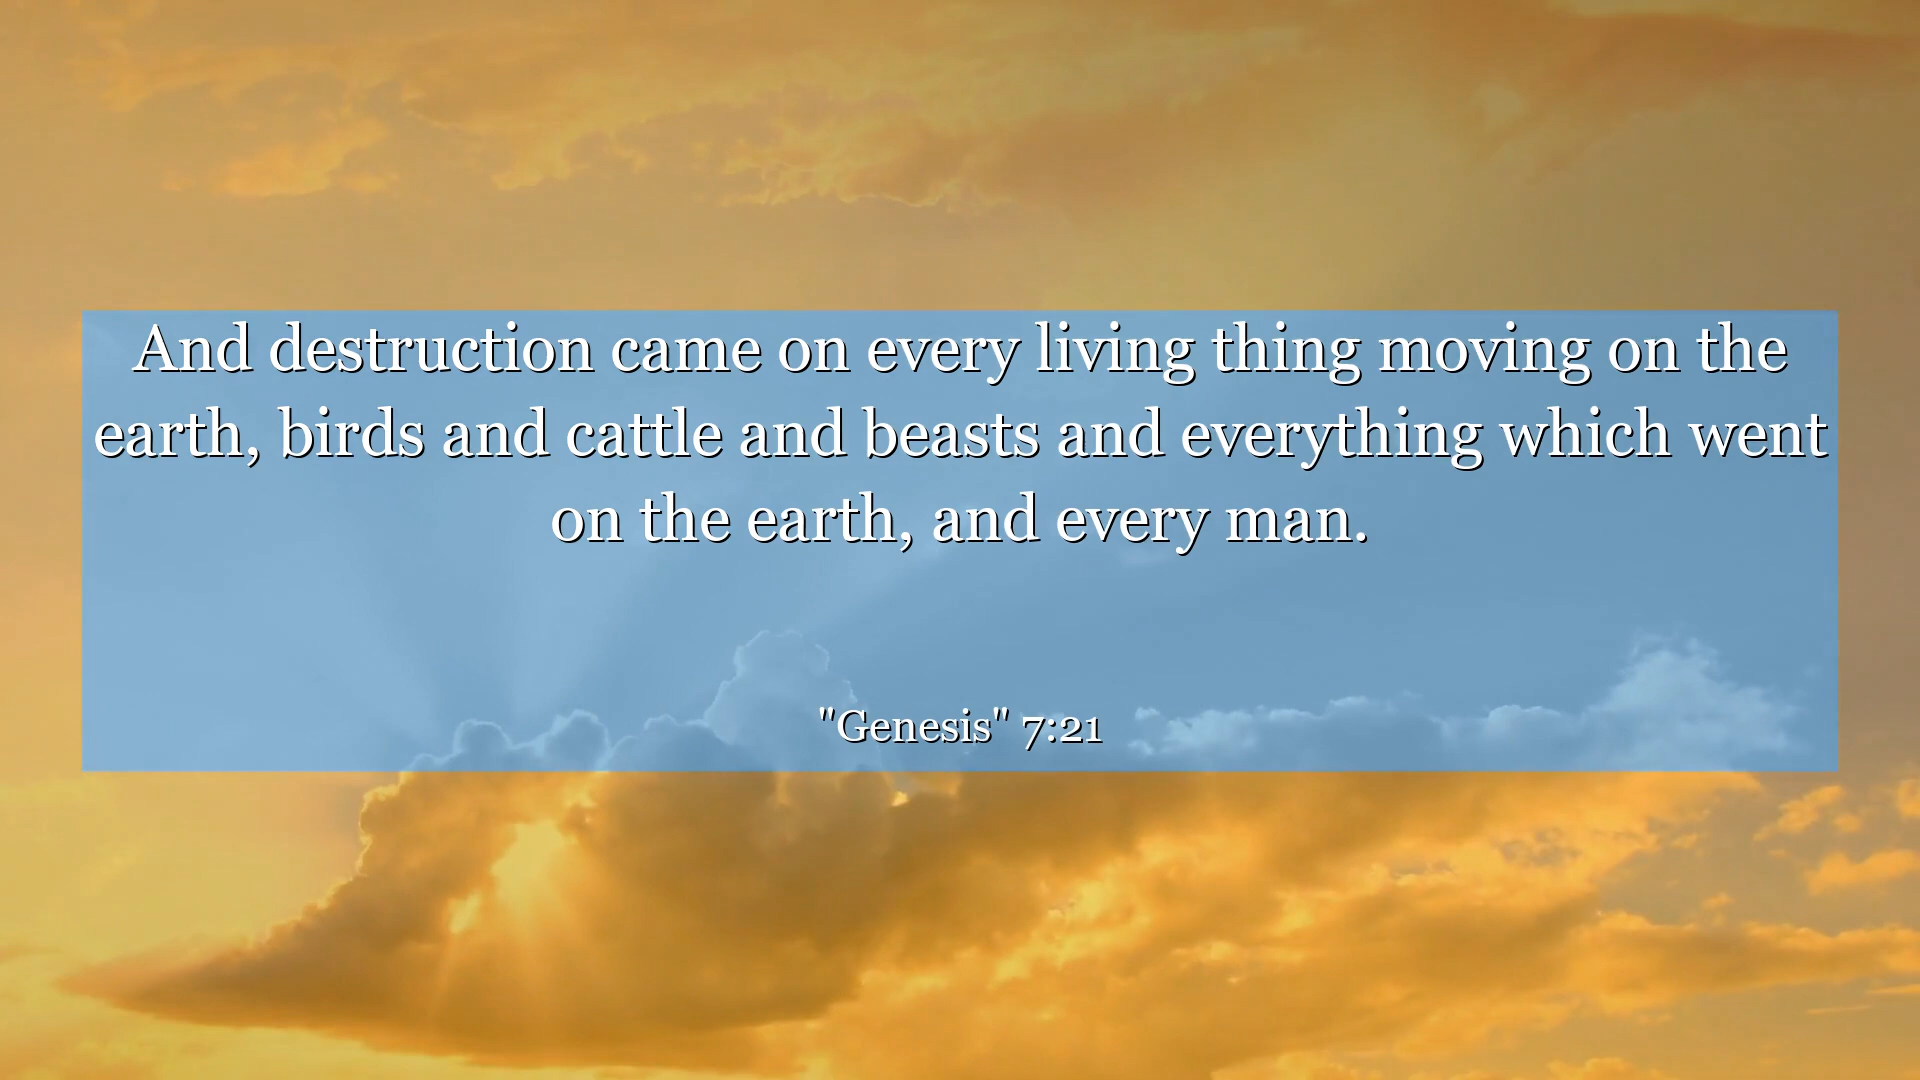 And destruction came on every living thing moving on the
earth, birds and cattle and beasts and everything which went
on the earth, and every man.
"Genesis" 7:21